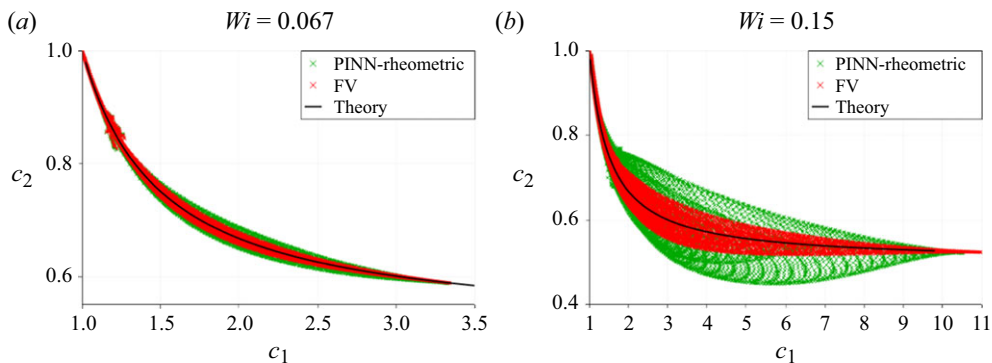 (a) Wi = 0.067
1.0
PINN-rheometric
FV
Theory
0.8
c2
0.6
1.0 1.5 2.0 2.5 3.0 3.5
c1
(b) Wi = 0.15
1.0
PINN-rheometric
FV
Theory
0.8
c2
0.6
0.4
1 2 3 4 5 6 7 8 9 10 11
c1